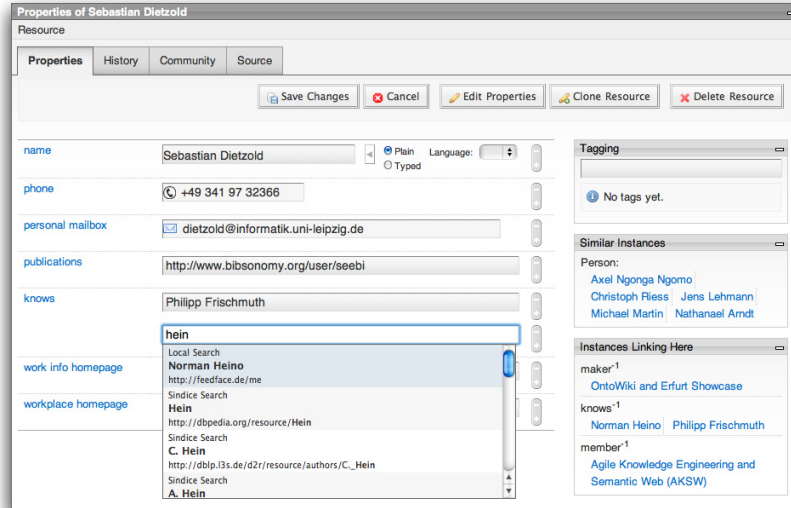 Properties of Sebastian Dietzold
Resource
Properties History Community Source
Save Changes Cancel Edit Properties Clone Resource Delete Resource
name Sebastian Dietzold Plain Language:
Typed
phone +49 341 97 32366
personal mailbox dietzold@informatik.uni-leipzig.de
publications http://www.bibsonomy.org/user/seebi
knows Philipp Frischmuth
hein
Local Search
Norman Heino
http://feedface.de/me
work info homepage
Sindice Search
Hein
http://dbpedia.org/resource/Hein
workplace homepage
Sindice Search
C. Hein
http://dblp.l3s.de/d2r/resource/authors/C._Hein
Sindice Search
A. Hein
Tagging
No tags yet.
Similar Instances
Person:
Axel Ngonga Ngomo
Christoph Riess Jens Lehmann
Michael Martin Nathanael Arndt
Instances Linking Here
maker-1
OntoWiki and Erfurt Showcase
knows-1
Norman Heino Philipp Frischmuth
member-1
Agile Knowledge Engineering and
Semantic Web (AKSW)